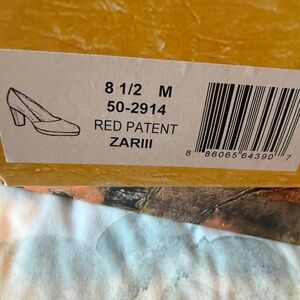 8 1/2 M
50-2914
RED PATENT
ZARIII
8 86065 64390 7